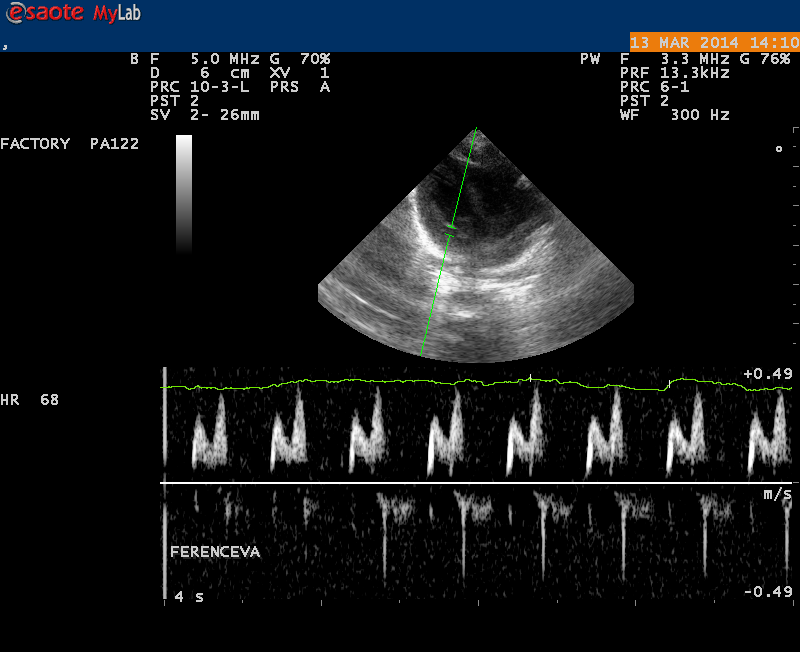 esaote MyLab
,
13 MAR 2014 14:10
B F 5.0 MHz G 70%
D 6 cm XV 1
PRC 10-3-L PRS A
PST 2
SV 2- 26mm
PW F 3.3 MHz G 76%
PRF 13.3kHz
PRC 6-1
PST 2
WF 300 Hz
FACTORY PA122
+0.49
HR 68
m/s
FERENCEVA
4 s
-0.49